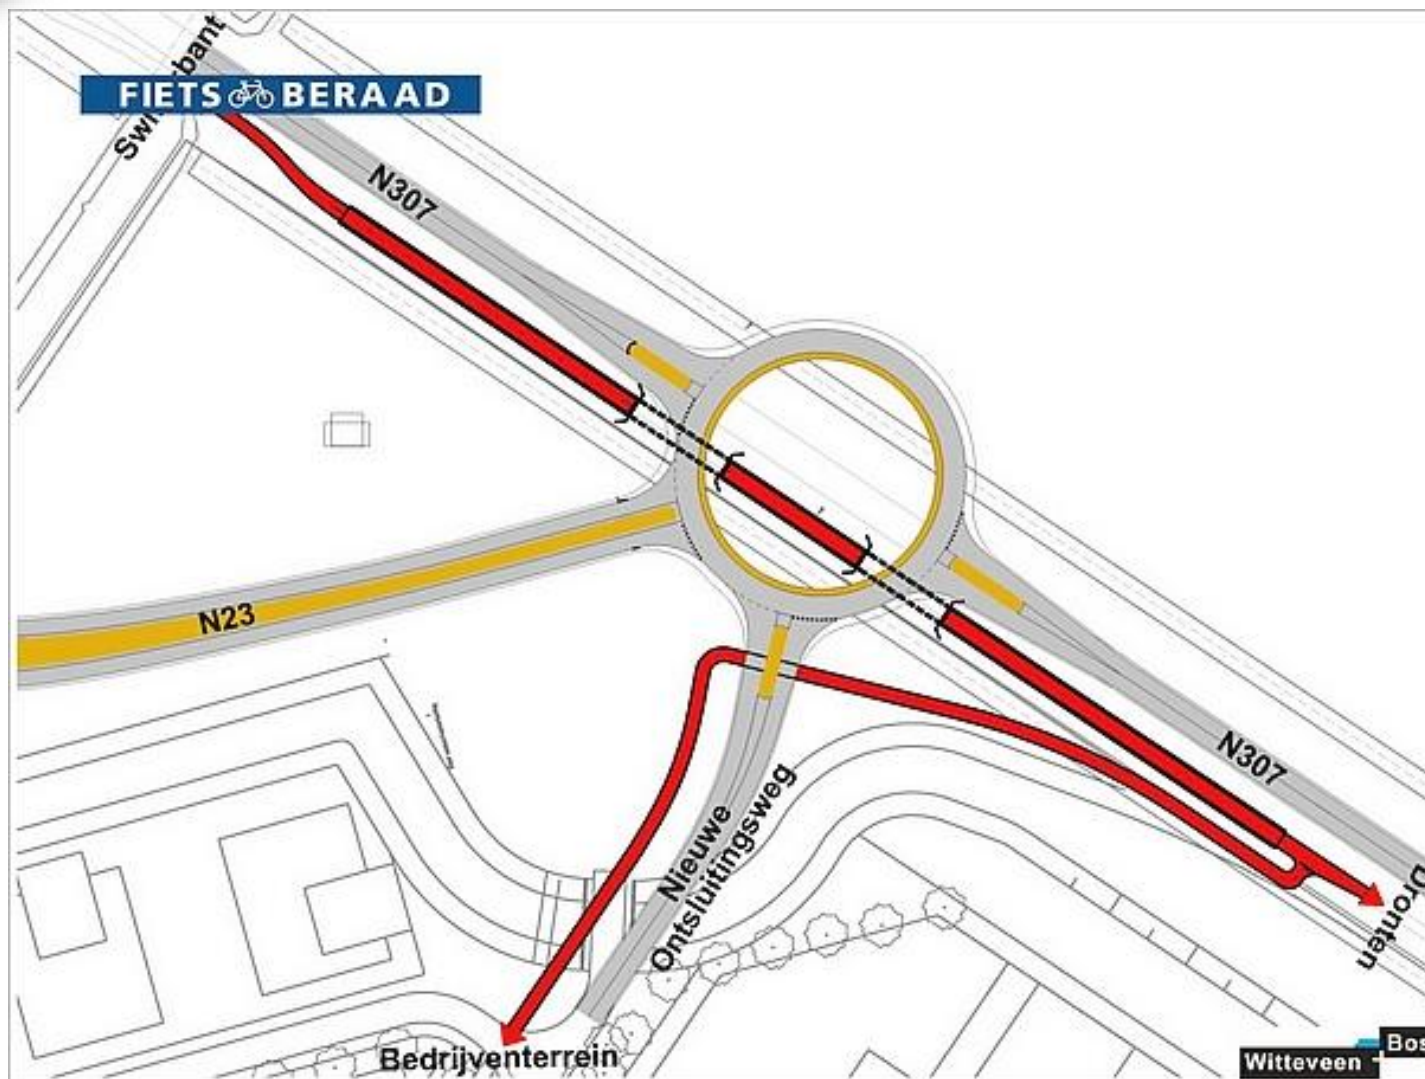 FIETS BERAAD
N307
N23
N307
Nieuwe
Ontsluitingsweg
Dronten
Bedrijventerrein
Witteveen +